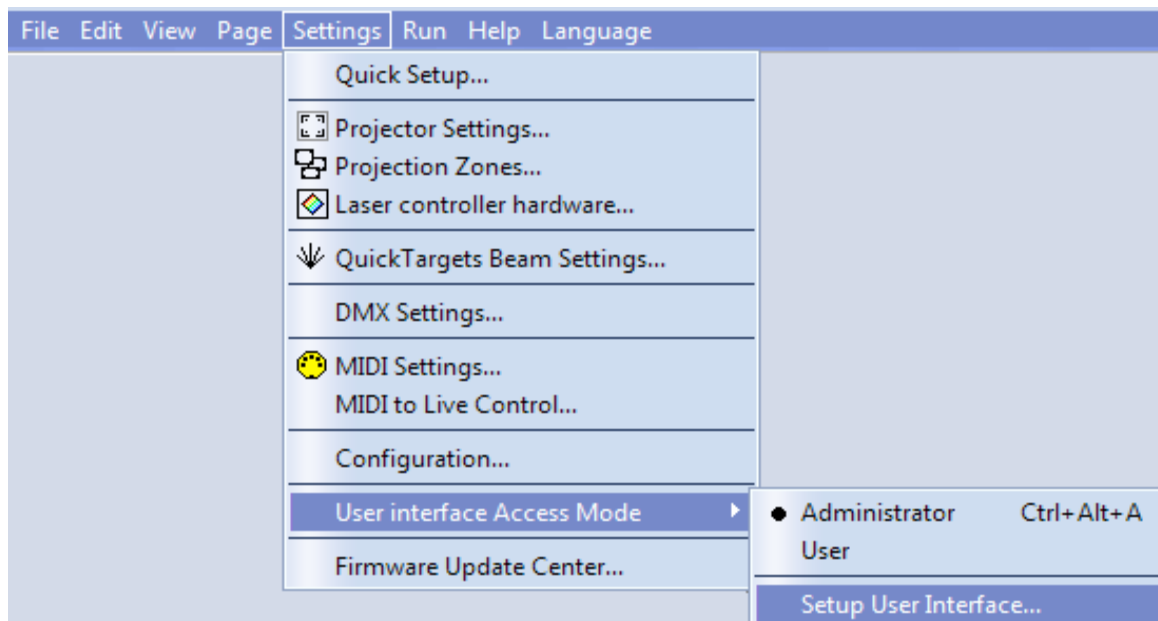 File Edit View Page Settings Run Help Language
Quick Setup...
Projector Settings...
Projection Zones...
Laser controller hardware...
QuickTargets Beam Settings...
DMX Settings...
MIDI Settings...
MIDI to Live Control...
Configuration...
User interface Access Mode
Administrator Ctrl+Alt+A
User
Firmware Update Center...
Setup User Interface...